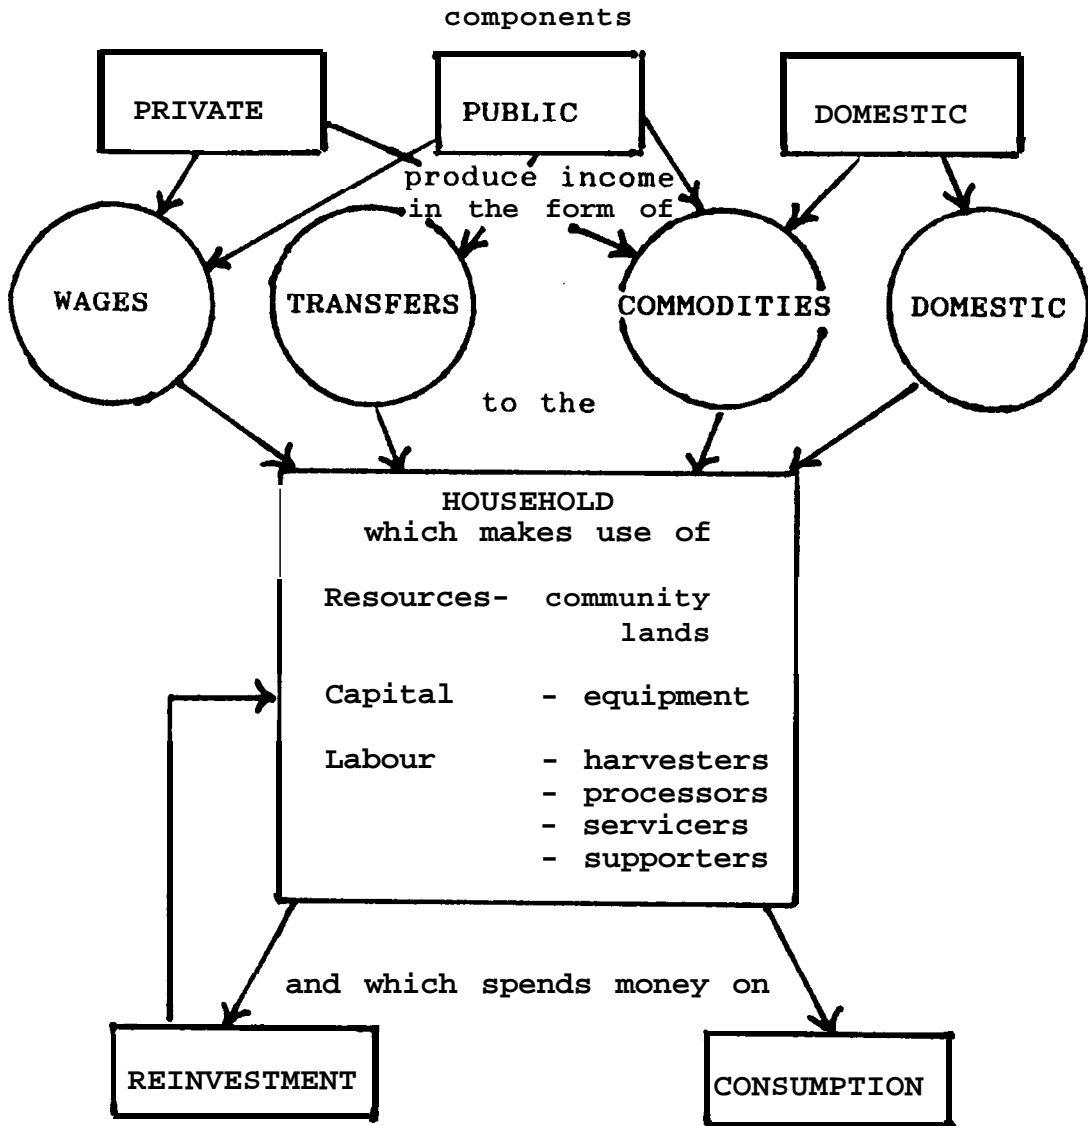 components
PRIVATE PUBLIC DOMESTIC
produce income
in the form of
WAGES TRANSFERS COMMODITIES DOMESTIC
to the
HOUSEHOLD
which makes use of
Resources- community
lands
Capital - equipment
Labour - harvesters
- processors
- servicers
- supporters
and which spends money on
REINVESTMENT CONSUMPTION